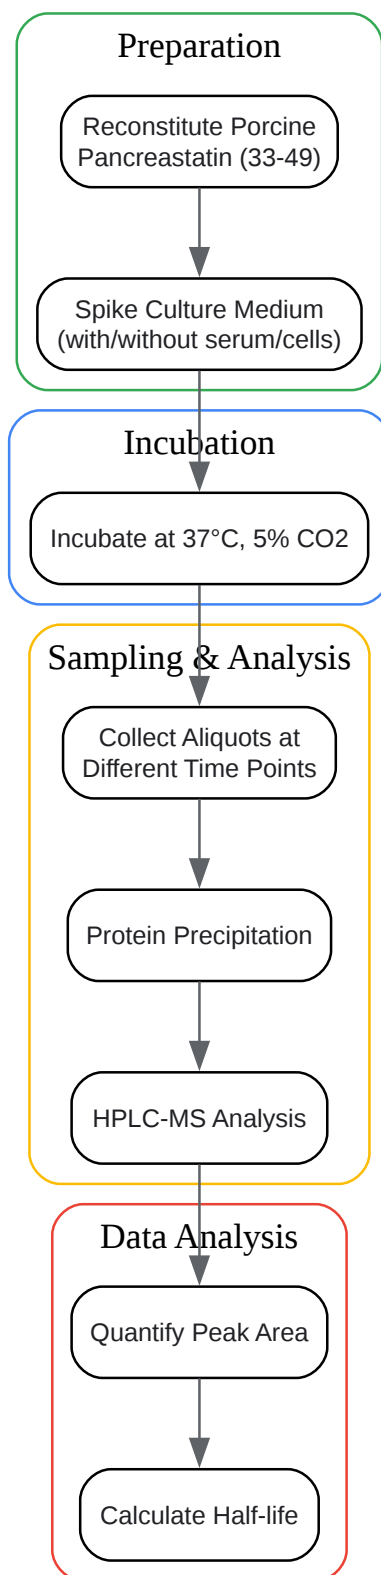 Preparation
Reconstitute Porcine
Pancreastatin (33-49)
Spike Culture Medium
(with/without serum/cells)
Incubation
Incubate at 37°C, 5% CO2
Sampling & Analysis
Collect Aliquots at
Different Time Points
Protein Precipitation
HPLC-MS Analysis
Data Analysis
Quantify Peak Area
Calculate Half-life